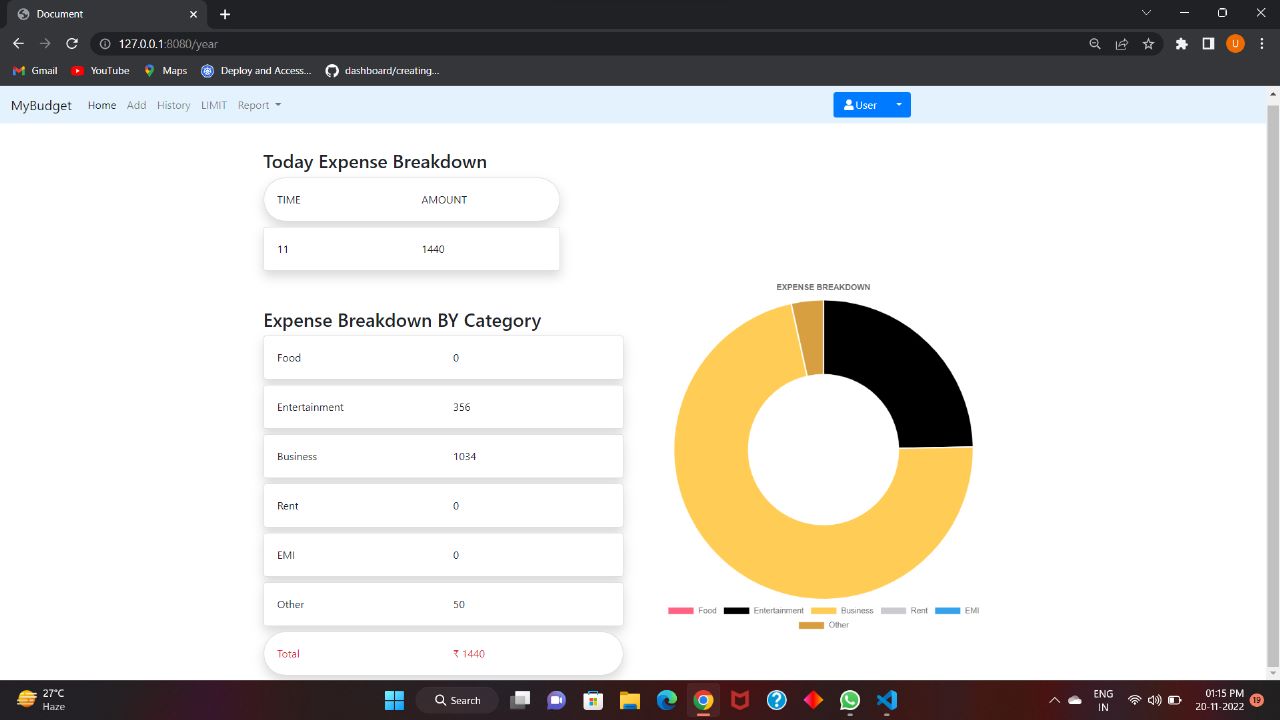 Document
127.0.0.1:8080/year
U
Gmail YouTube Maps Deploy and Access... dashboard/creating...
MyBudget Home Add History LIMIT Report User
Today Expense Breakdown
TIME AMOUNT
11 1440
EXPENSE BREAKDOWN
Expense Breakdown BY Category
Food 0
Entertainment 356
Business 1034
Rent 0
EMI 0
Other 50
Total ₹ 1440
Food Entertainment Business Rent EMI
Other
27°C
Haze
Search
ENG
IN
01:15 PM
20-11-2022
19